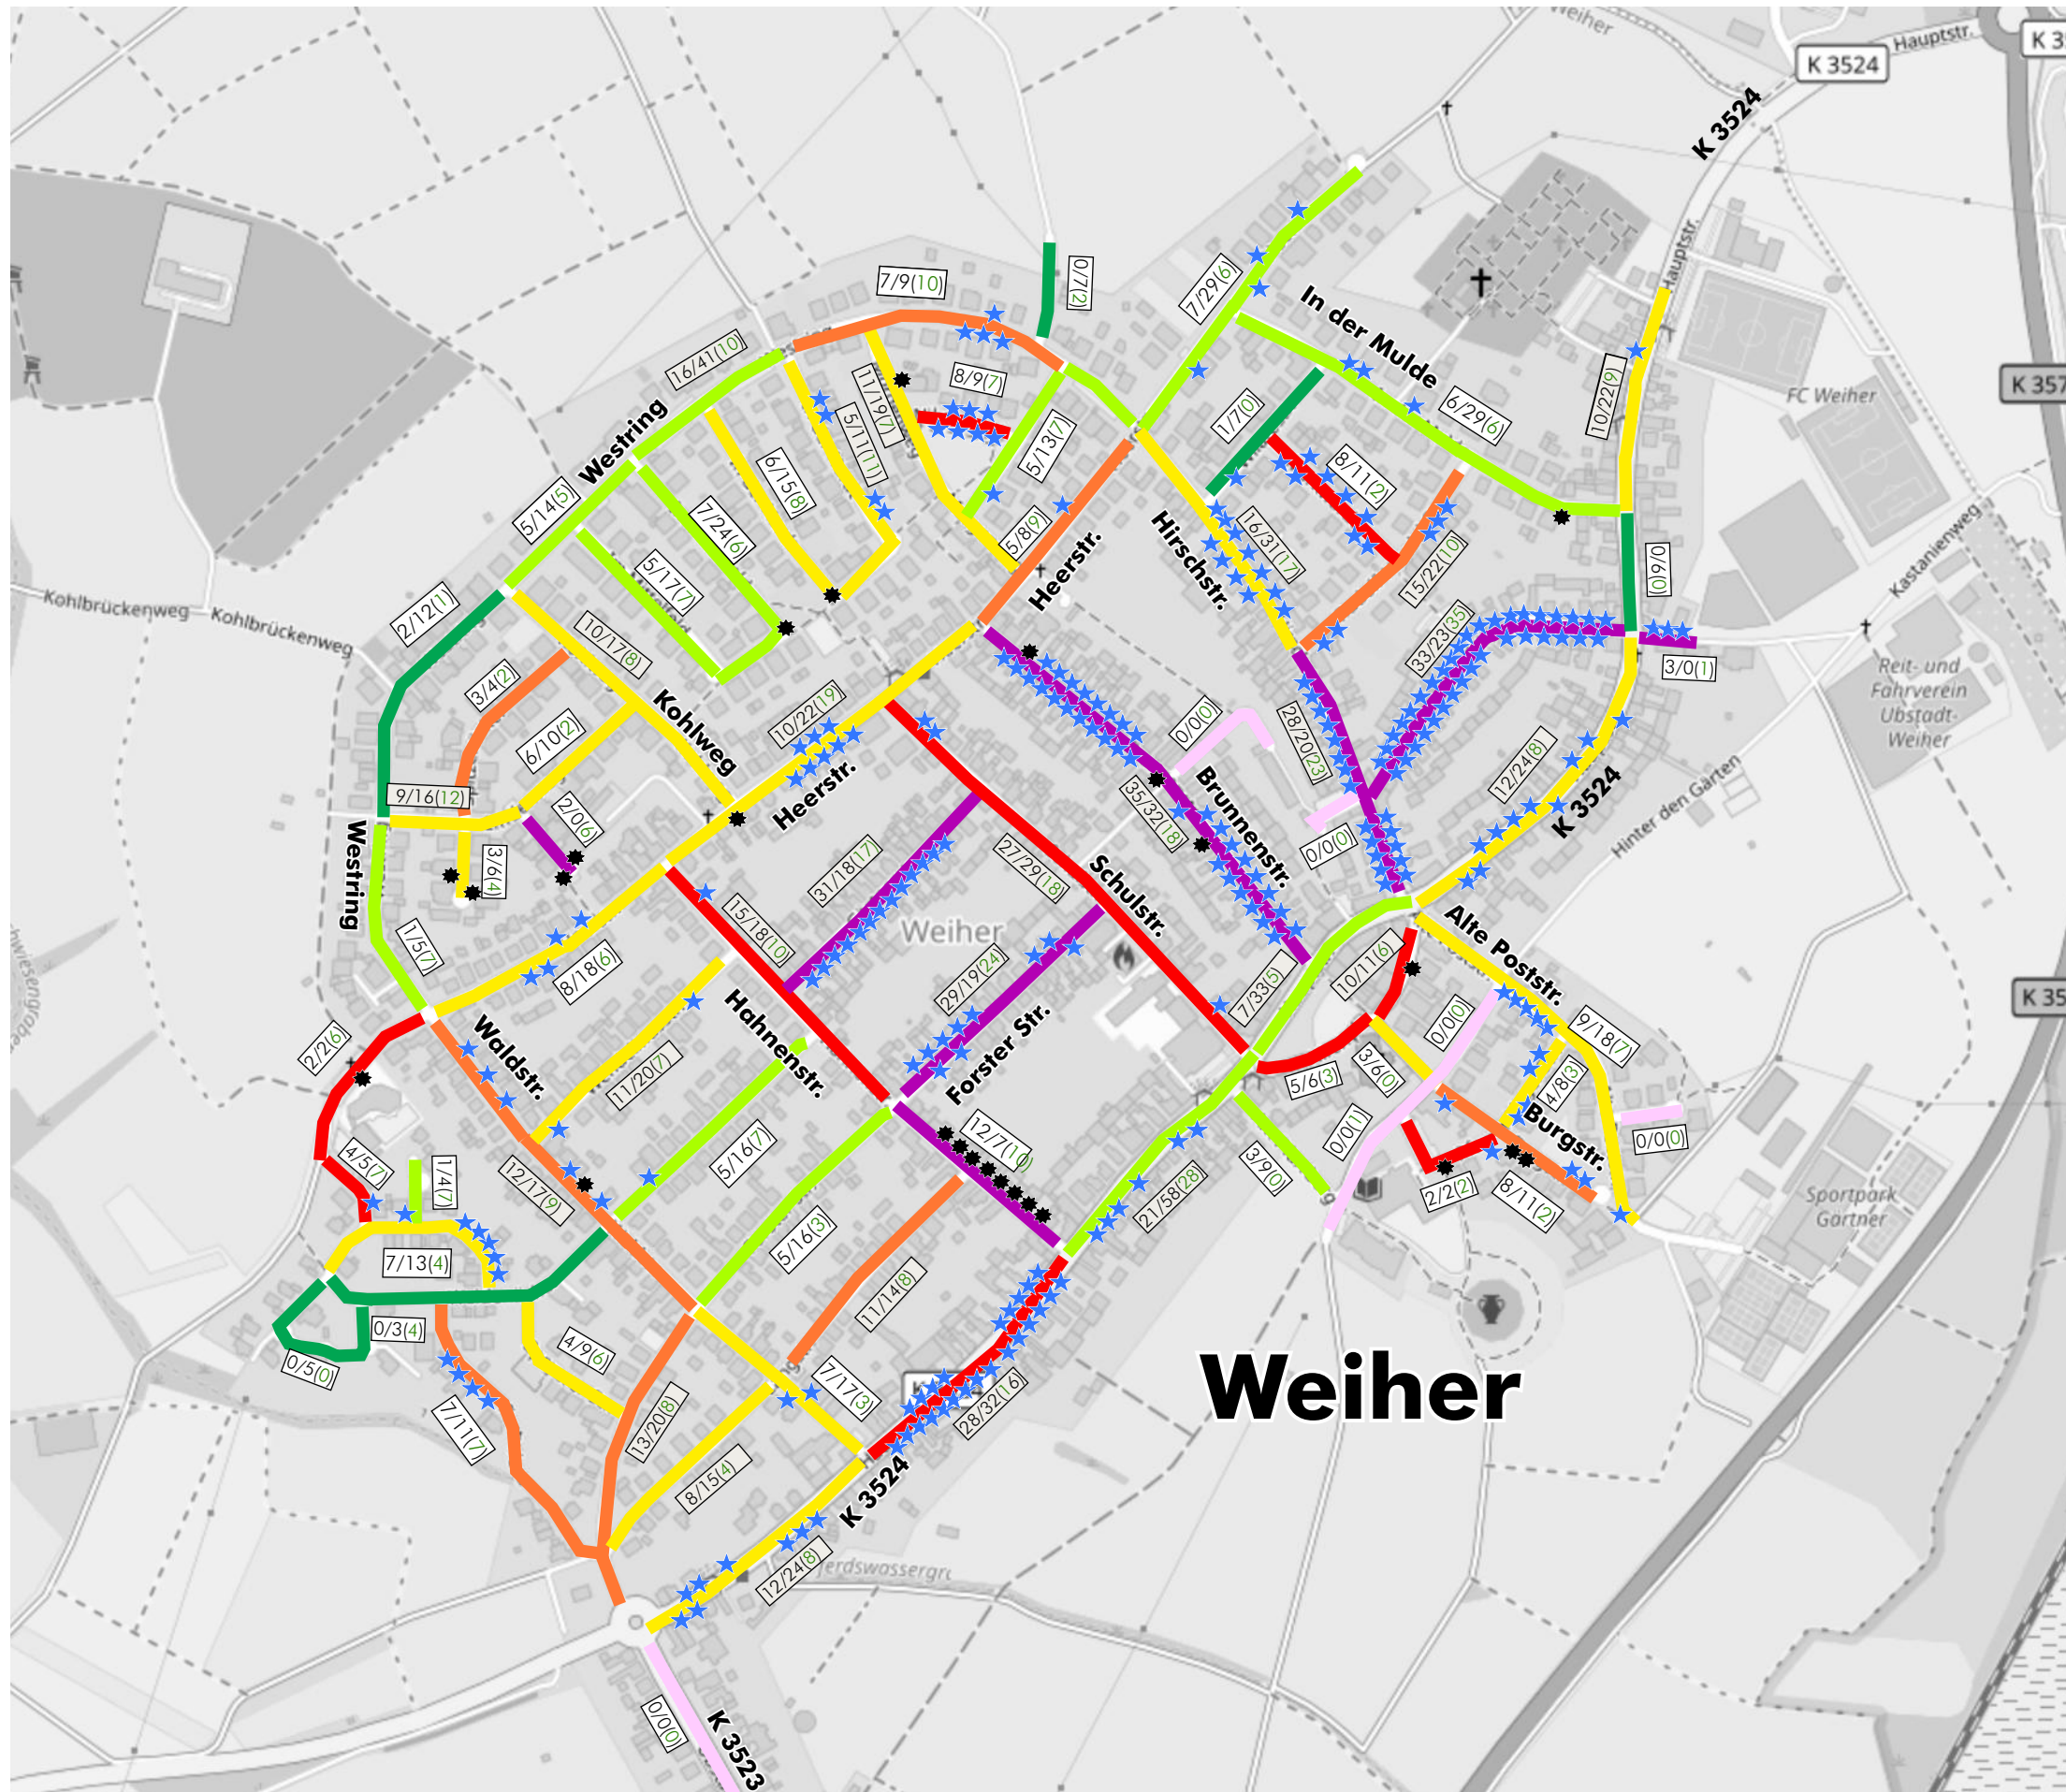 Weiher
Hauptstr.
K 3524
K 3
K 3524
Hauptstr.
7/9(10)
0/7(2)
7/29(6)
In der Mulde
16/41(10)
Westring
11/19(7)
8/9(7)
5/11(11)
5/13(7)
1/7(0)
6/29(6)
10/22(9)
FC Weiher
K 357
6/15(8)
8/11(2)
5/14(5)
7/24(6)
5/8(9)
Heerstr.
Hirschstr.
16/31(17)
15/22(10)
0/6(0)
Kastanienweg
Kohlbrückenweg
Kohlbrückenweg
2/12(1)
5/17(7)
10/17(8)
33/23(35)
3/0(1)
Reit- und
Fahrverein
Ubstadt-
Weiher
3/4(2)
6/10(2)
Kohlweg
10/22(19)
Heerstr.
0/0(0)
28/20(23)
12/24(8)
K 3524
Hinter den Gärten
9/16(12)
2/0(6)
3/6(4)
Westring
35/32(18)
Brunnenstr.
0/0(0)
31/18(17)
27/29(18)
Schulstr.
Weiher
1/5(7)
8/18(6)
15/18(10)
29/19(24)
7/33(5)
10/11(6)
Alte Poststr.
0/0(0)
9/18(7)
K 35
2/2(6)
Waldstr.
Hahnenstr.
Forster Str.
11/20(7)
5/6(3)
3/6(0)
4/8(3)
Burgstr.
0/0(0)
0/0(1)
3/9(0)
12/7(10)
4/5(7)
1/4(7)
12/17(9)
5/16(7)
5/16(3)
21/58(28)
2/2(2)
8/11(2)
Sportpark
Gärtner
7/13(4)
0/3(4)
0/5(0)
4/9(6)
11/14(8)
7/17(3)
28/32(16)
Weiher
7/11(7)
13/20(8)
8/15(4)
K 3524
12/24(8)
0/0(0)
K 3523